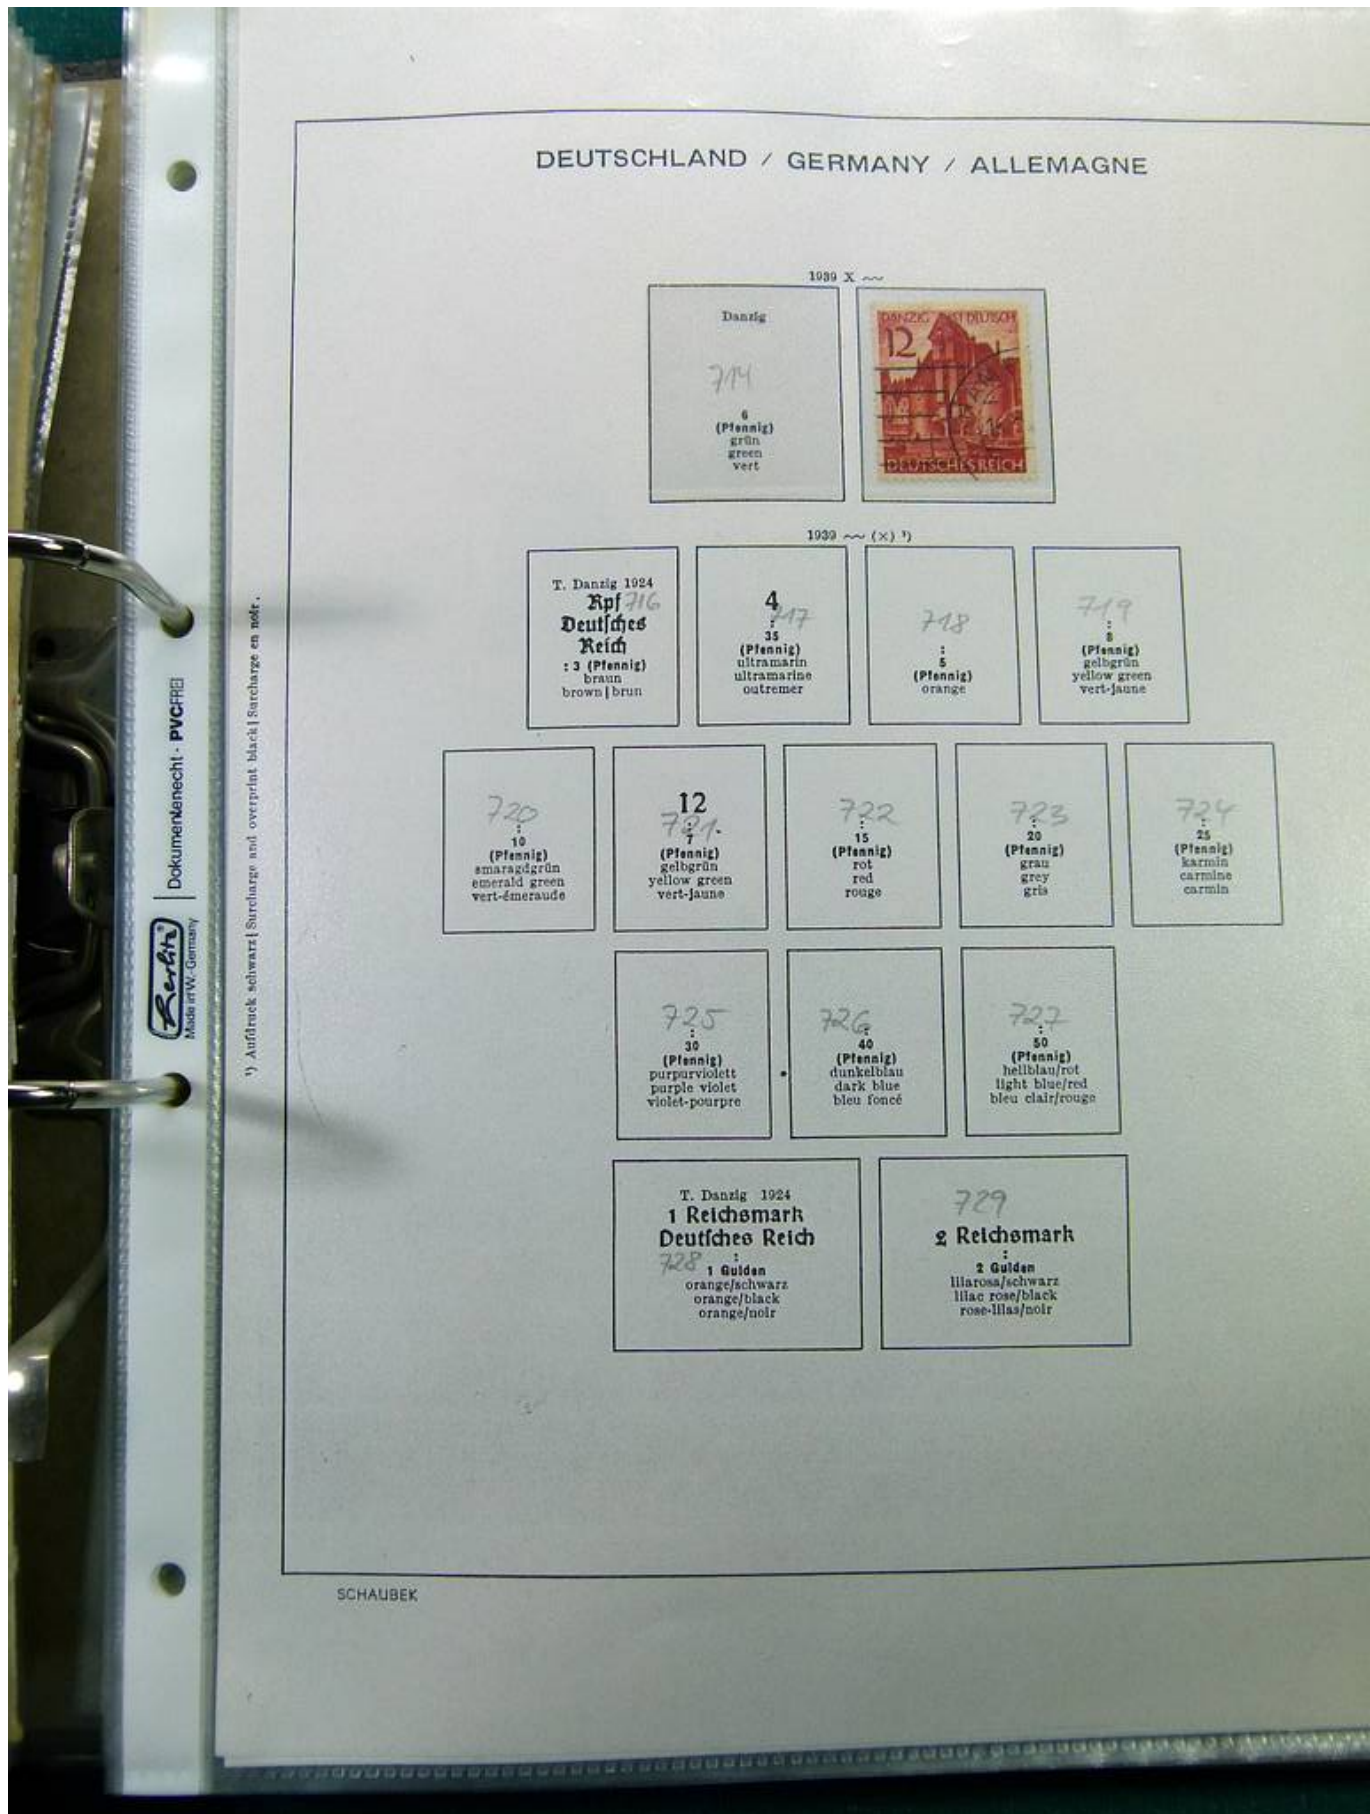 DEUTSCHLAND / GERMANY / ALLEMAGNE
1939 X ~~
Danzig
714
6
(Pfennig)
grün
green
vert
DANZIG IST DEUTSCH
12
DEUTSCHES REICH
1939 ~~ (×) ¹)
T. Danzig 1924
Rpf 716
Deutsches
Reich
: 3 (Pfennig)
braun
brown | brun
4
717
:
35
(Pfennig)
ultramarin
ultramarine
outremer
718
:
5
(Pfennig)
orange
719
:
8
(Pfennig)
gelbgrün
yellow green
vert-jaune
720
:
10
(Pfennig)
smaragdgrün
emerald green
vert-émeraude
12
721.
:
7
(Pfennig)
gelbgrün
yellow green
vert-jaune
722
:
15
(Pfennig)
rot
red
rouge
723
:
20
(Pfennig)
grau
grey
gris
724
:
25
(Pfennig)
karmin
carmine
carmin
725
:
30
(Pfennig)
purpurviolett
purple violet
violet-pourpre
726
:
40
(Pfennig)
dunkelblau
dark blue
bleu foncé
727
:
50
(Pfennig)
hellblau/rot
light blue/red
bleu clair/rouge
T. Danzig 1924
1 Reichsmark
Deutsches Reich
:
728 1 Gulden
orange/schwarz
orange/black
orange/noir
729
2 Reichsmark
:
2 Gulden
lilarosa/schwarz
lilac rose/black
rose-lilas/noir
SCHAUBEK
¹) Aufdruck schwarz | Surcharge and overprint black | Surcharge en noir.
Herlitz®
Made in W.-Germany
Dokumentenecht - PVCFREI